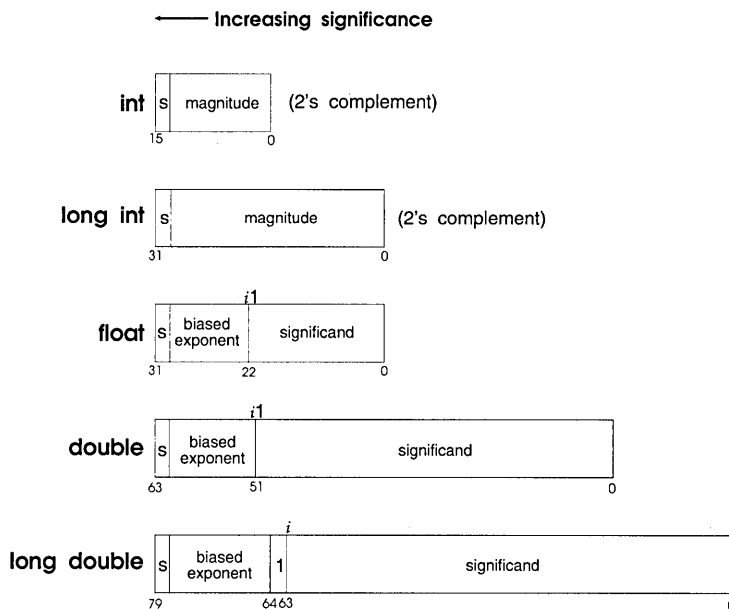 Increasing significance
int s magnitude (2's complement)
15 0
long int s magnitude (2's complement)
31 0
i1
float s biased exponent significand
31 22 0
i1
double s biased exponent significand
63 51 0
i
long double s biased exponent 1 significand
79 64 63